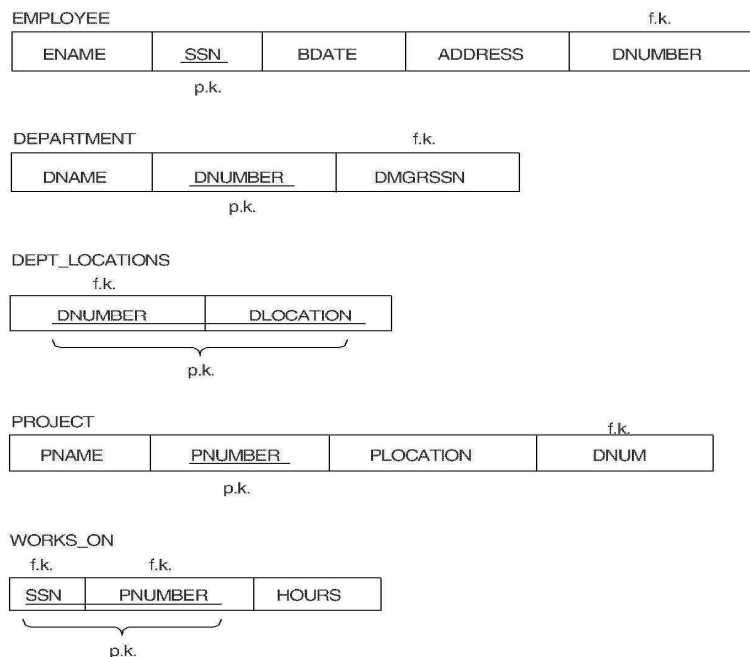 EMPLOYEE f.k.
ENAME SSN BDATE ADDRESS DNUMBER
p.k.
DEPARTMENT f.k.
DNAME DNUMBER DMGRSSN
p.k.
DEPT_LOCATIONS
f.k.
DNUMBER DLOCATION
p.k.
PROJECT f.k.
PNAME PNUMBER PLOCATION DNUM
p.k.
WORKS_ON
f.k. f.k.
SSN PNUMBER HOURS
p.k.